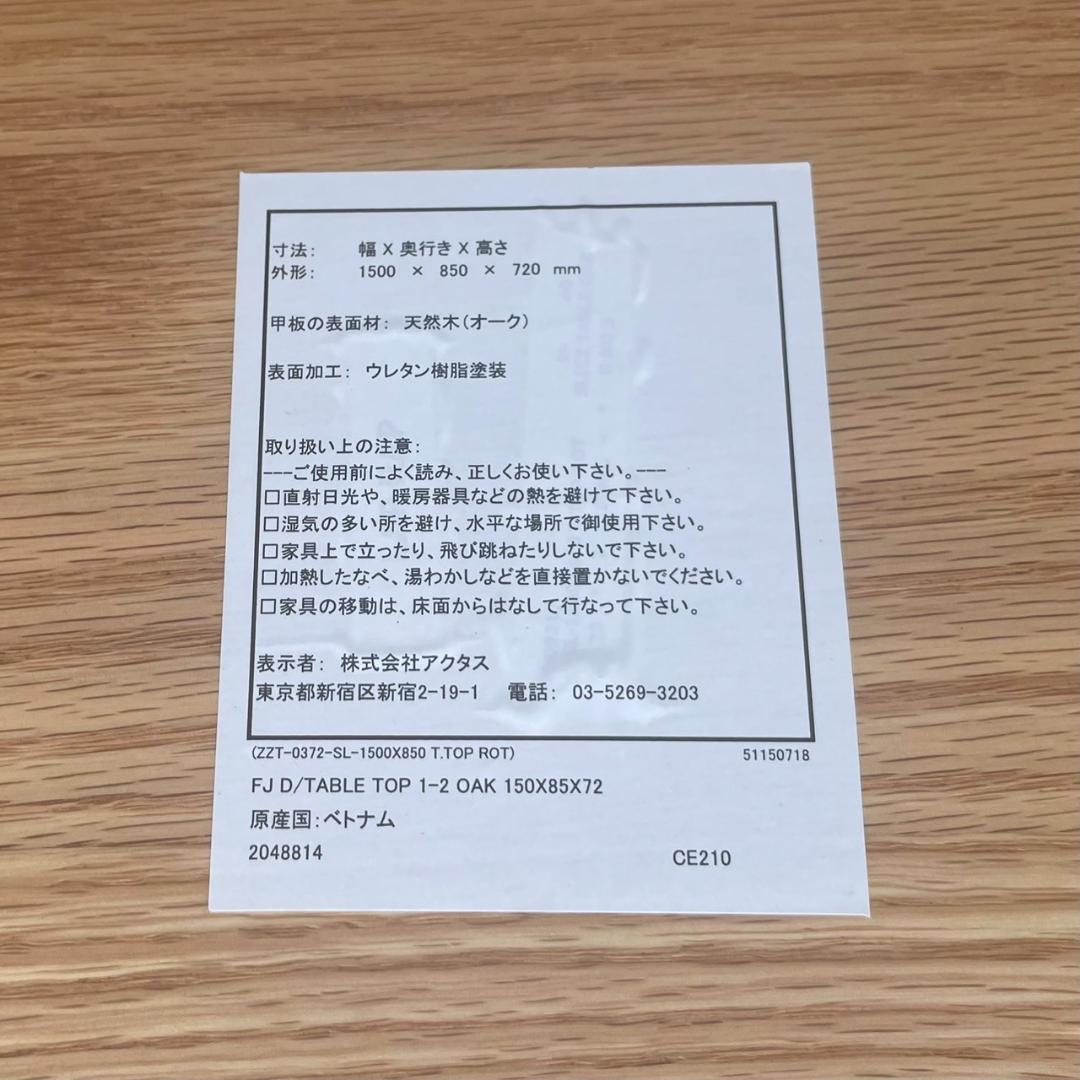 寸法: 幅 X 奥行き X 高さ
外形: 1500 × 850 × 720 mm
甲板の表面材: 天然木(オーク)
表面加工: ウレタン樹脂塗装
取り扱い上の注意:
---ご使用前によく読み、正しくお使い下さい。---
□直射日光や、暖房器具などの熱を避けて下さい。
□湿気の多い所を避け、水平な場所で御使用下さい。
□家具上で立ったり、飛び跳ねたりしないで下さい。
□加熱したなべ、湯わかしなどを直接置かないでください。
□家具の移動は、床面からはなして行なって下さい。
表示者: 株式会社アクタス
東京都新宿区新宿2-19-1 電話: 03-5269-3203
(ZZT-0372-SL-1500X850 T.TOP ROT) 51150718
FJ D/TABLE TOP 1-2 OAK 150X85X72
原産国:ベトナム
2048814 CE210